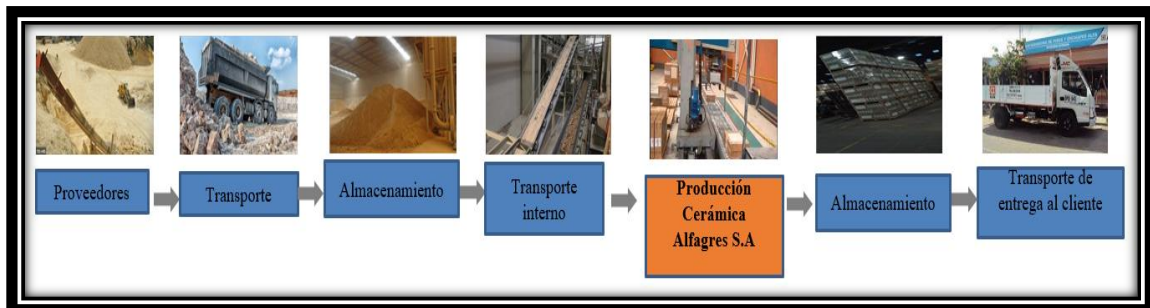 Proveedores
Transporte
Almacenamiento
Transporte
interno
Producción
Cerámica
Alfagres S.A
Almacenamiento
Transporte de
entrega al cliente